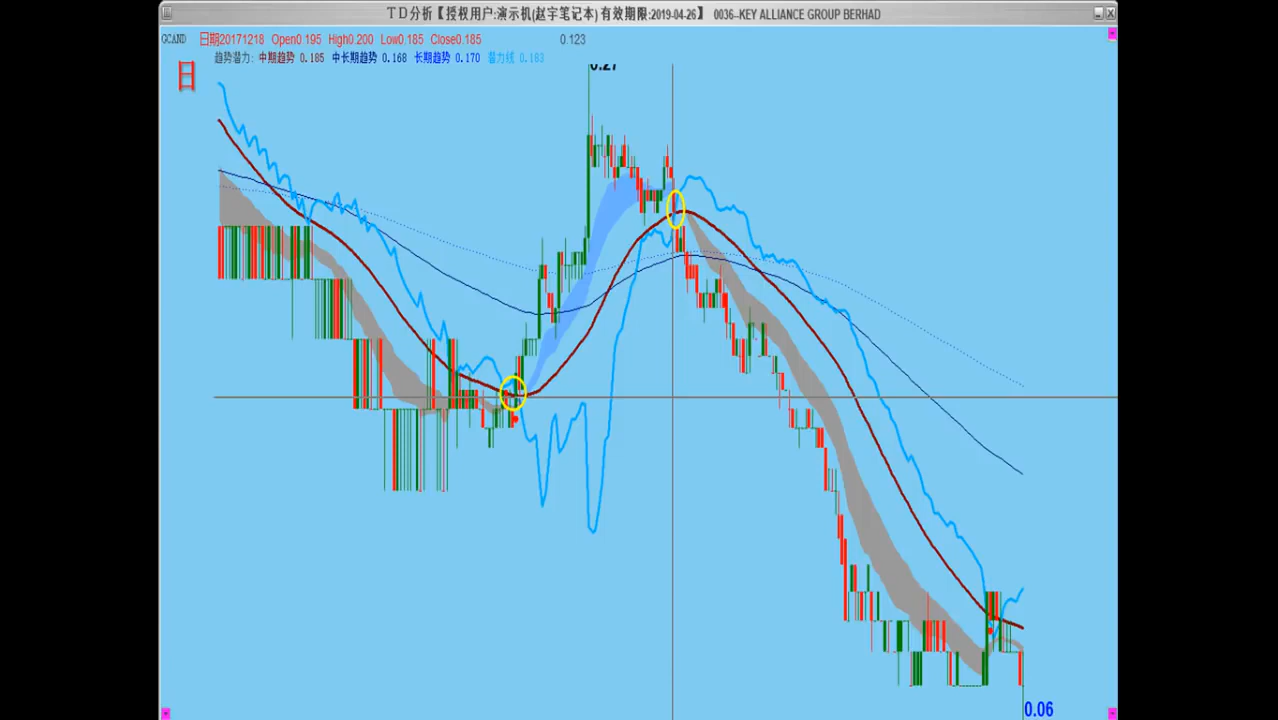 TD分析【授权用户:演示机(赵宇笔记本) 有效期限:2019-04-26】 0036--KEY ALLIANCE GROUP BERHAD
GCAND 日期20171218 Open0.195 High0.200 Low0.185 Close0.185 0.123
趋势潜力: 中期趋势 0.185 中长期趋势 0.168 长期趋势 0.170 潜力线 0.183
日
0.27
0.06